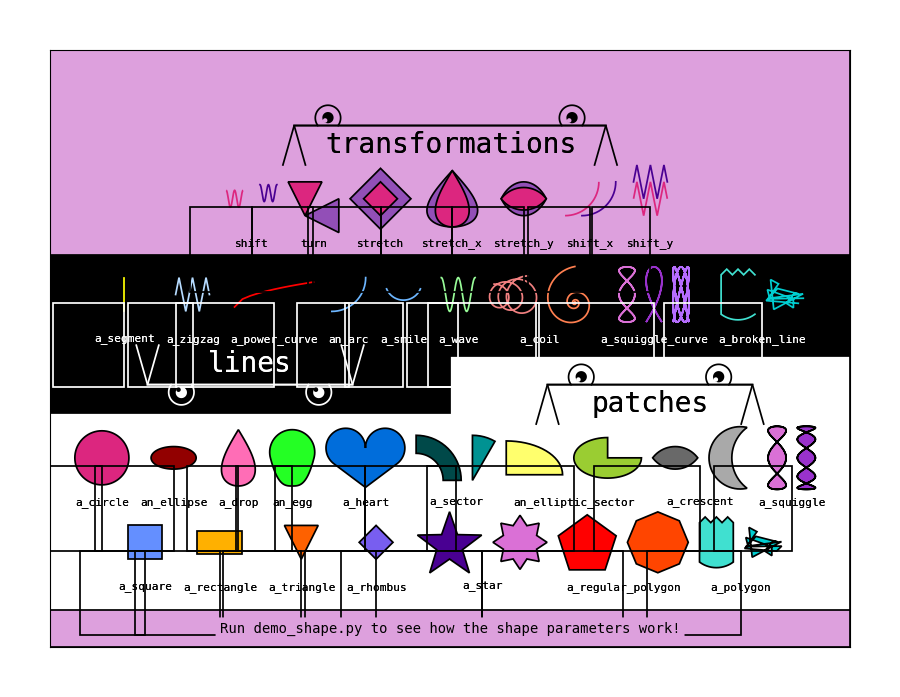 transformations
shift turn stretch stretch_x stretch_y shift_x shift_y
a_segment a_zigzag a_power_curve an_arc a_smile a_wave a_coil a_squiggle_curve a_broken_line
lines
patches
a_circle an_ellipse a_drop an_egg a_heart a_sector an_elliptic_sector a_crescent a_squiggle
a_square a_rectangle a_triangle a_rhombus a_star a_regular_polygon a_polygon
Run demo_shape.py to see how the shape parameters work!